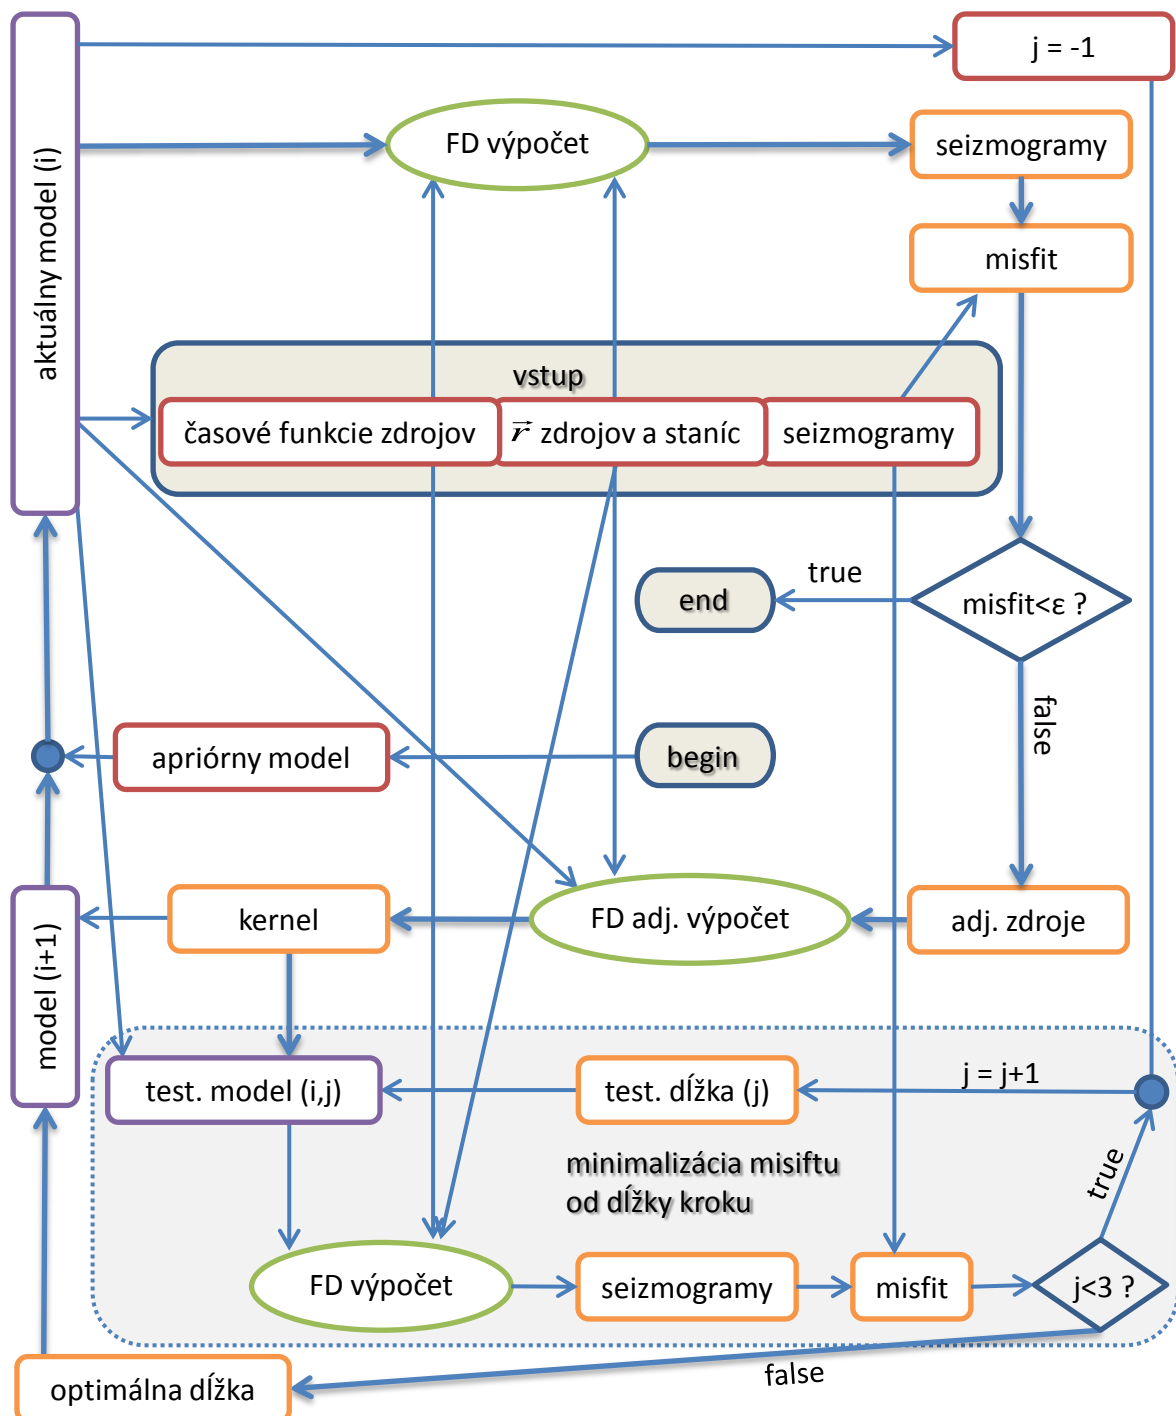 j = -1
FD výpočet
seizmogramy
aktuálny model (i)
misfit
vstup
časové funkcie zdrojov
r⃗ zdrojov a staníc
seizmogramy
true
end
misfit<ε ?
false
apriórny model
begin
kernel
FD adj. výpočet
adj. zdroje
model (i+1)
test. model (i,j)
test. dĺžka (j)
j = j+1
minimalizácia misiftu
od dĺžky kroku
true
FD výpočet
seizmogramy
misfit
j<3 ?
false
optimálna dĺžka